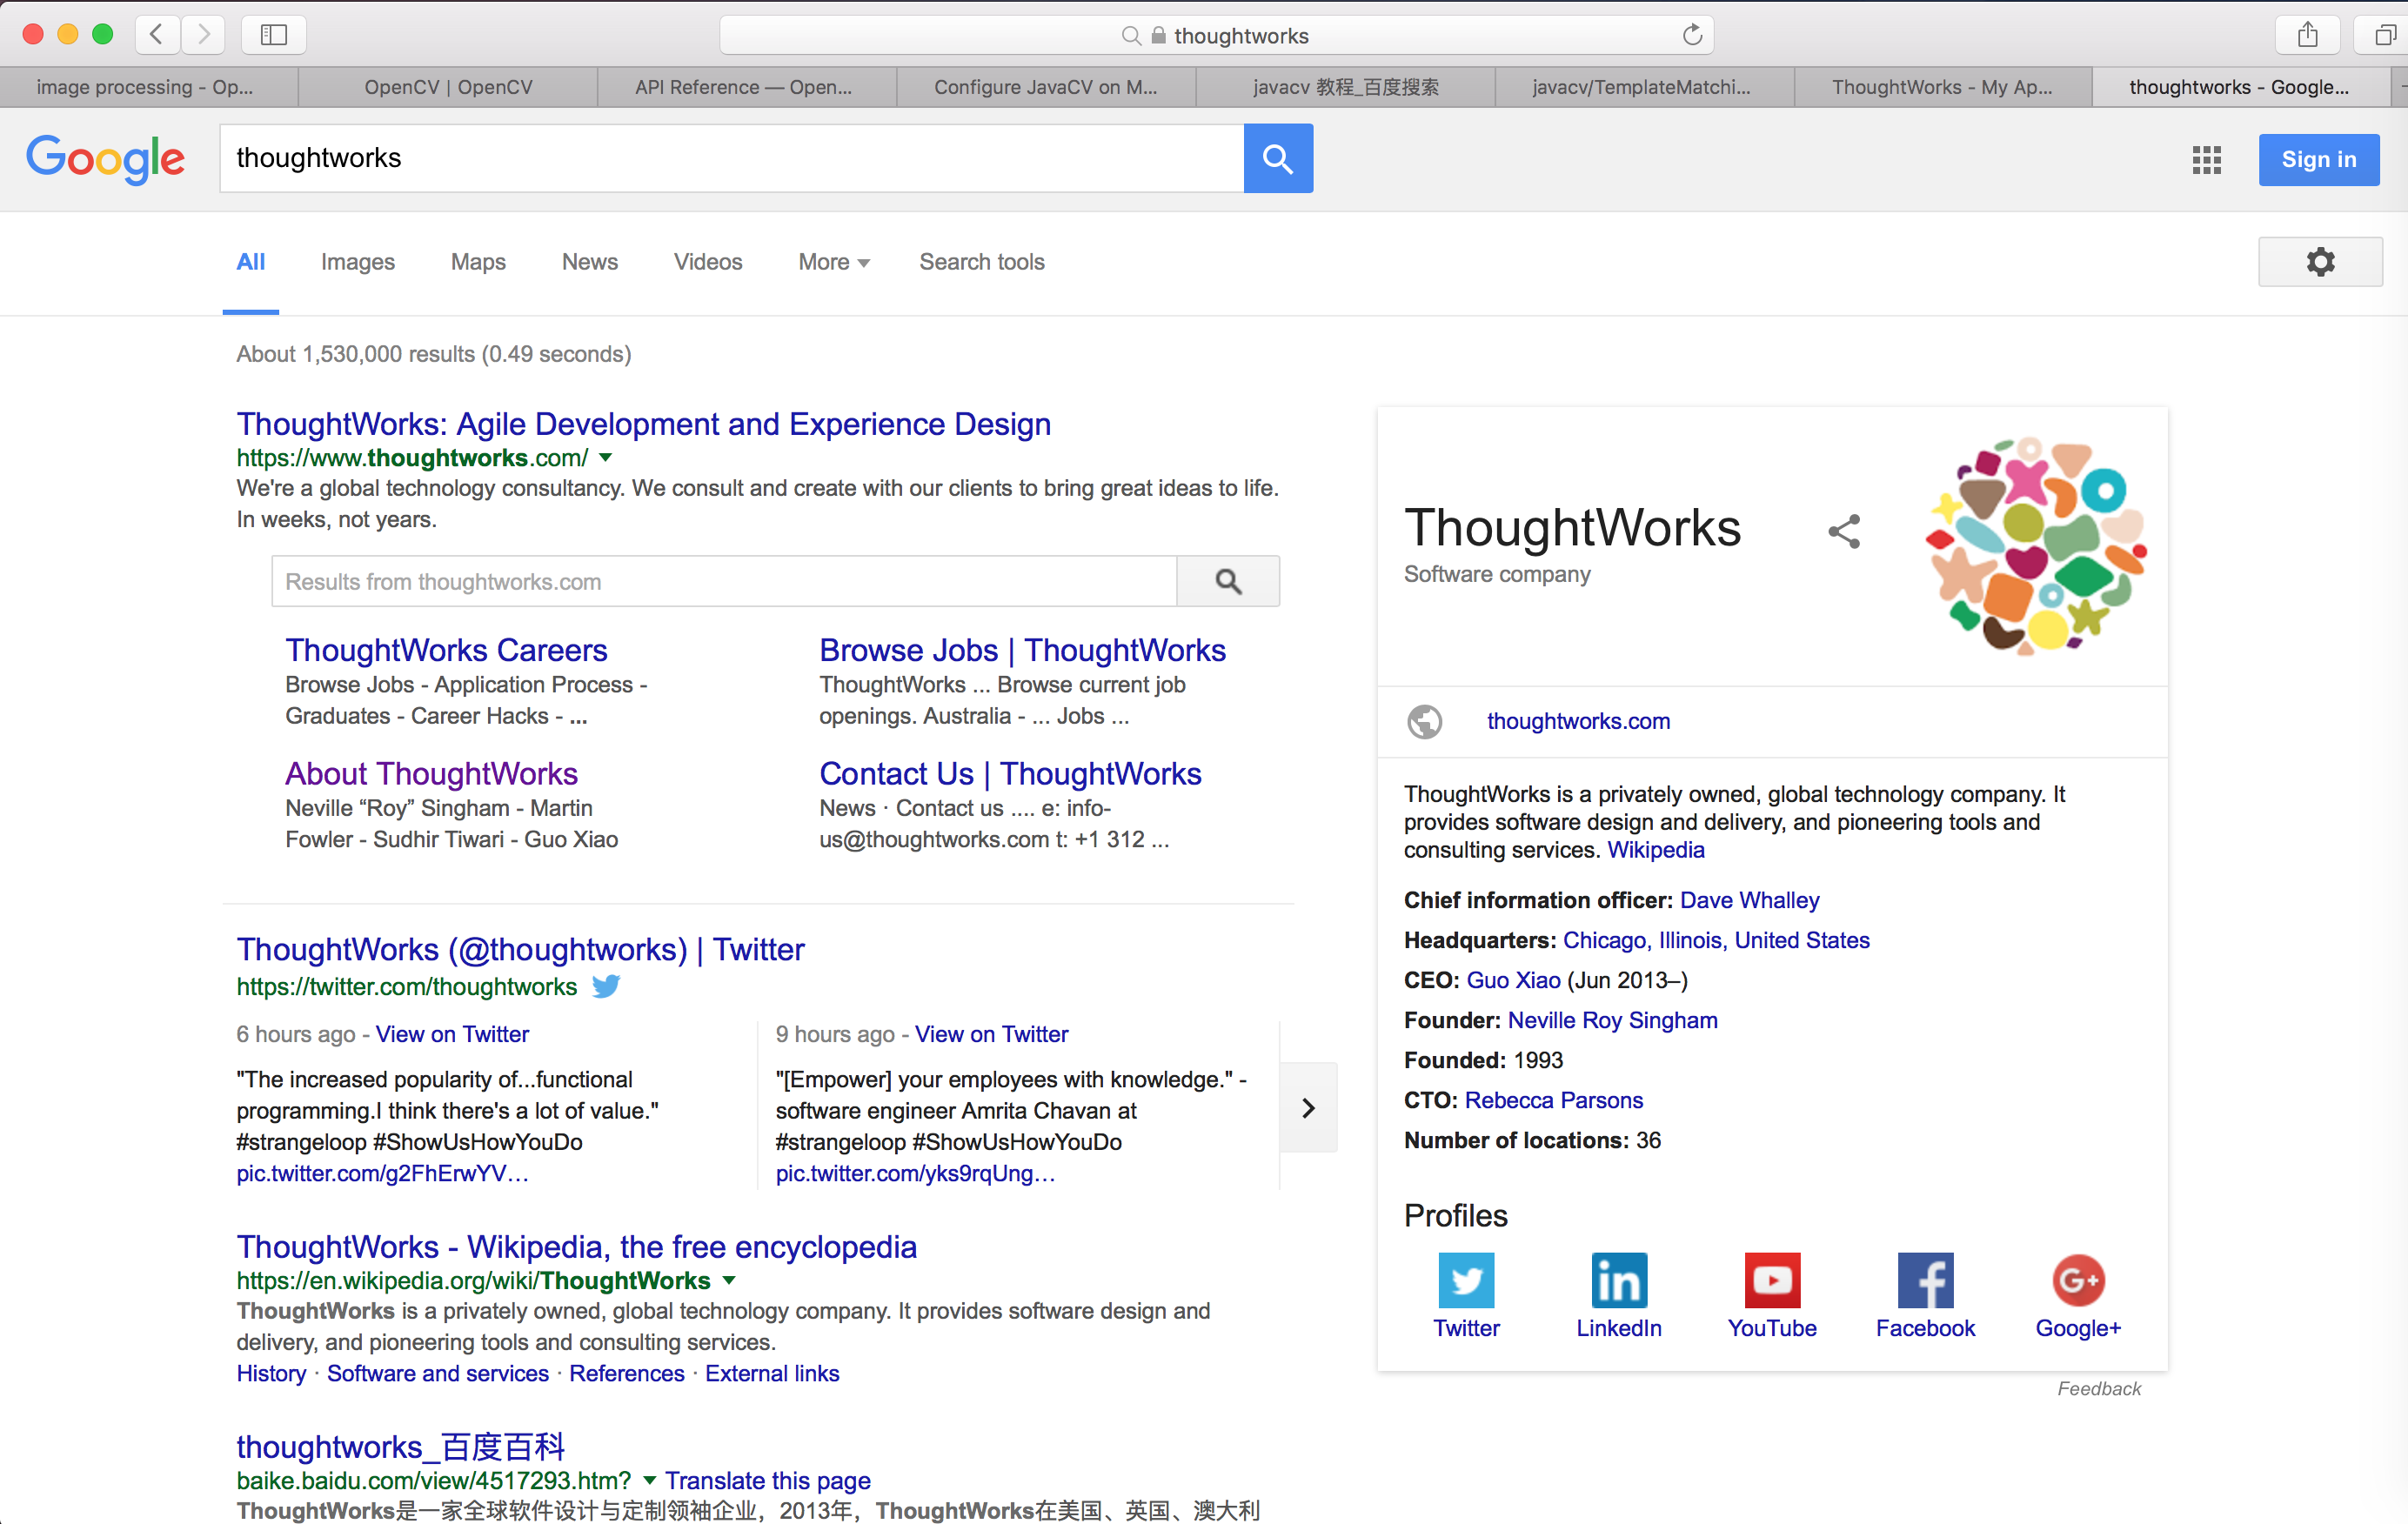 thoughtworks
image processing - Op...
OpenCV | OpenCV
API Reference — Open...
Configure JavaCV on M...
javacv 教程_百度搜索
javacv/TemplateMatchi...
ThoughtWorks - My Ap...
thoughtworks - Google...
Google
thoughtworks
Sign in
All
Images
Maps
News
Videos
More
Search tools
About 1,530,000 results (0.49 seconds)
ThoughtWorks: Agile Development and Experience Design
https://www.thoughtworks.com/
We're a global technology consultancy. We consult and create with our clients to bring great ideas to life.
In weeks, not years.
Results from thoughtworks.com
ThoughtWorks Careers
Browse Jobs - Application Process -
Graduates - Career Hacks - ...
Browse Jobs | ThoughtWorks
ThoughtWorks ... Browse current job
openings. Australia - ... Jobs ...
About ThoughtWorks
Neville “Roy” Singham - Martin
Fowler - Sudhir Tiwari - Guo Xiao
Contact Us | ThoughtWorks
News · Contact us .... e: info-
us@thoughtworks.com t: +1 312 ...
ThoughtWorks (@thoughtworks) | Twitter
https://twitter.com/thoughtworks
6 hours ago - View on Twitter
"The increased popularity of...functional
programming.I think there's a lot of value."
#strangeloop #ShowUsHowYouDo
pic.twitter.com/g2FhErwYV…
9 hours ago - View on Twitter
"[Empower] your employees with knowledge." -
software engineer Amrita Chavan at
#strangeloop #ShowUsHowYouDo
pic.twitter.com/yks9rqUng…
ThoughtWorks - Wikipedia, the free encyclopedia
https://en.wikipedia.org/wiki/ThoughtWorks
ThoughtWorks is a privately owned, global technology company. It provides software design and
delivery, and pioneering tools and consulting services.
History · Software and services · References · External links
thoughtworks_百度百科
baike.baidu.com/view/4517293.htm? Translate this page
ThoughtWorks是一家全球软件设计与定制领袖企业，2013年，ThoughtWorks在美国、英国、澳大利
ThoughtWorks
Software company
thoughtworks.com
ThoughtWorks is a privately owned, global technology company. It
provides software design and delivery, and pioneering tools and
consulting services. Wikipedia
Chief information officer: Dave Whalley
Headquarters: Chicago, Illinois, United States
CEO: Guo Xiao (Jun 2013–)
Founder: Neville Roy Singham
Founded: 1993
CTO: Rebecca Parsons
Number of locations: 36
Profiles
Twitter
LinkedIn
YouTube
Facebook
Google+
Feedback